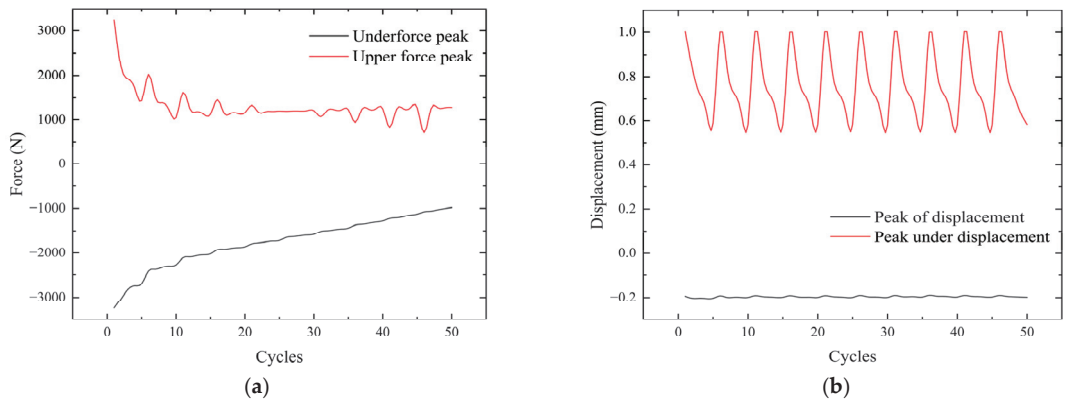 3000
2000
1000
0
−1000
−2000
−3000
Force (N)
Underforce peak
Upper force peak
0
10
20
30
40
50
Cycles
(a)
1.0
0.8
0.6
0.4
0.2
0.0
−0.2
Displacement (mm)
Peak of displacement
Peak under displacement
0
10
20
30
40
50
Cycles
(b)